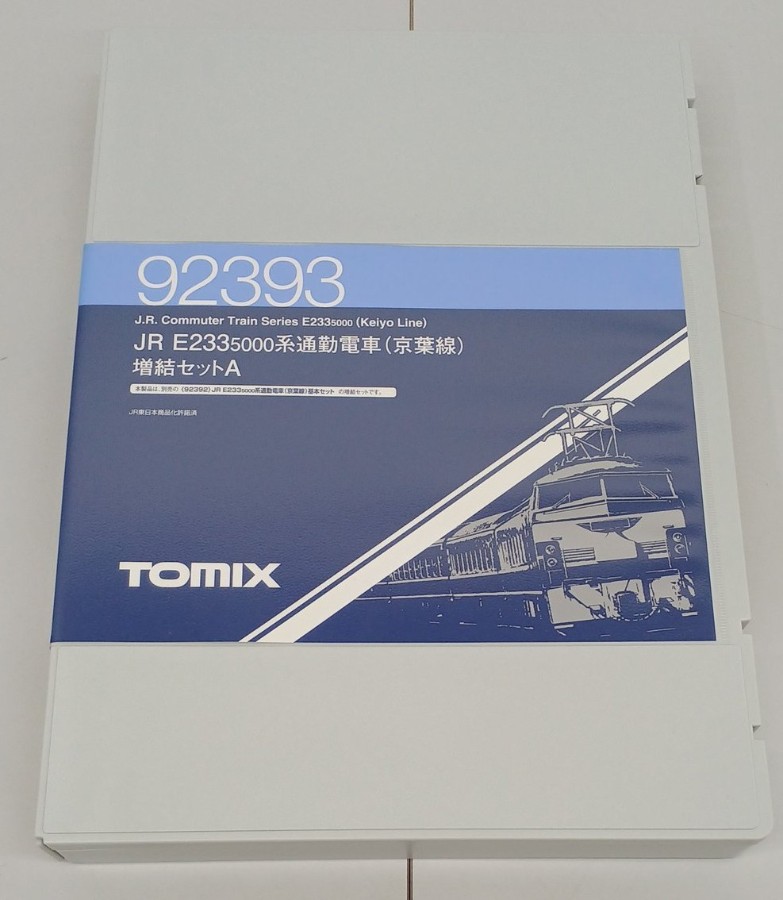 92393
J.R. Commuter Train Series E2335000 (Keiyo Line)
JR E2335000系通勤電車(京葉線)
増結セットA
本製品は、別売の《92392》JR E2335000系通勤電車(京葉線)基本セット の増結セットです。
JR東日本商品化許諾済
TOMIX